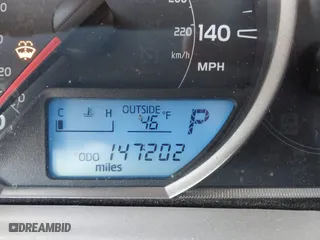 220
140
km/h
MPH
C H OUTSIDE
46 °F
P
ODO 147202
miles
DREAMBID